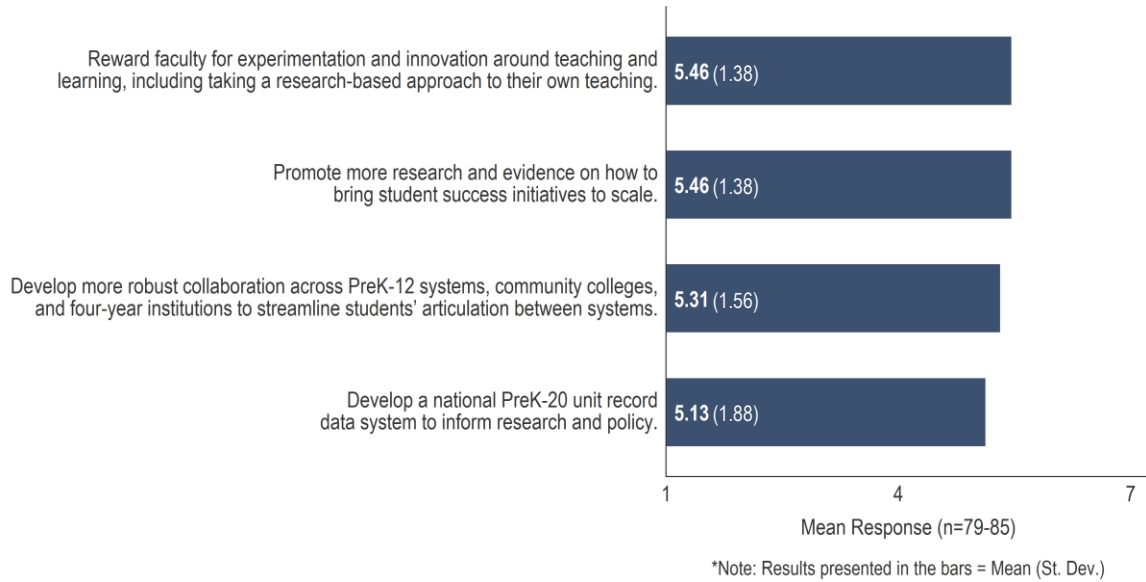 Reward faculty for experimentation and innovation around teaching and
learning, including taking a research-based approach to their own teaching.
5.46 (1.38)
Promote more research and evidence on how to
bring student success initiatives to scale.
5.46 (1.38)
Develop more robust collaboration across PreK-12 systems, community colleges,
and four-year institutions to streamline students’ articulation between systems.
5.31 (1.56)
Develop a national PreK-20 unit record
data system to inform research and policy.
5.13 (1.88)
1 4 7
Mean Response (n=79-85)
*Note: Results presented in the bars = Mean (St. Dev.)